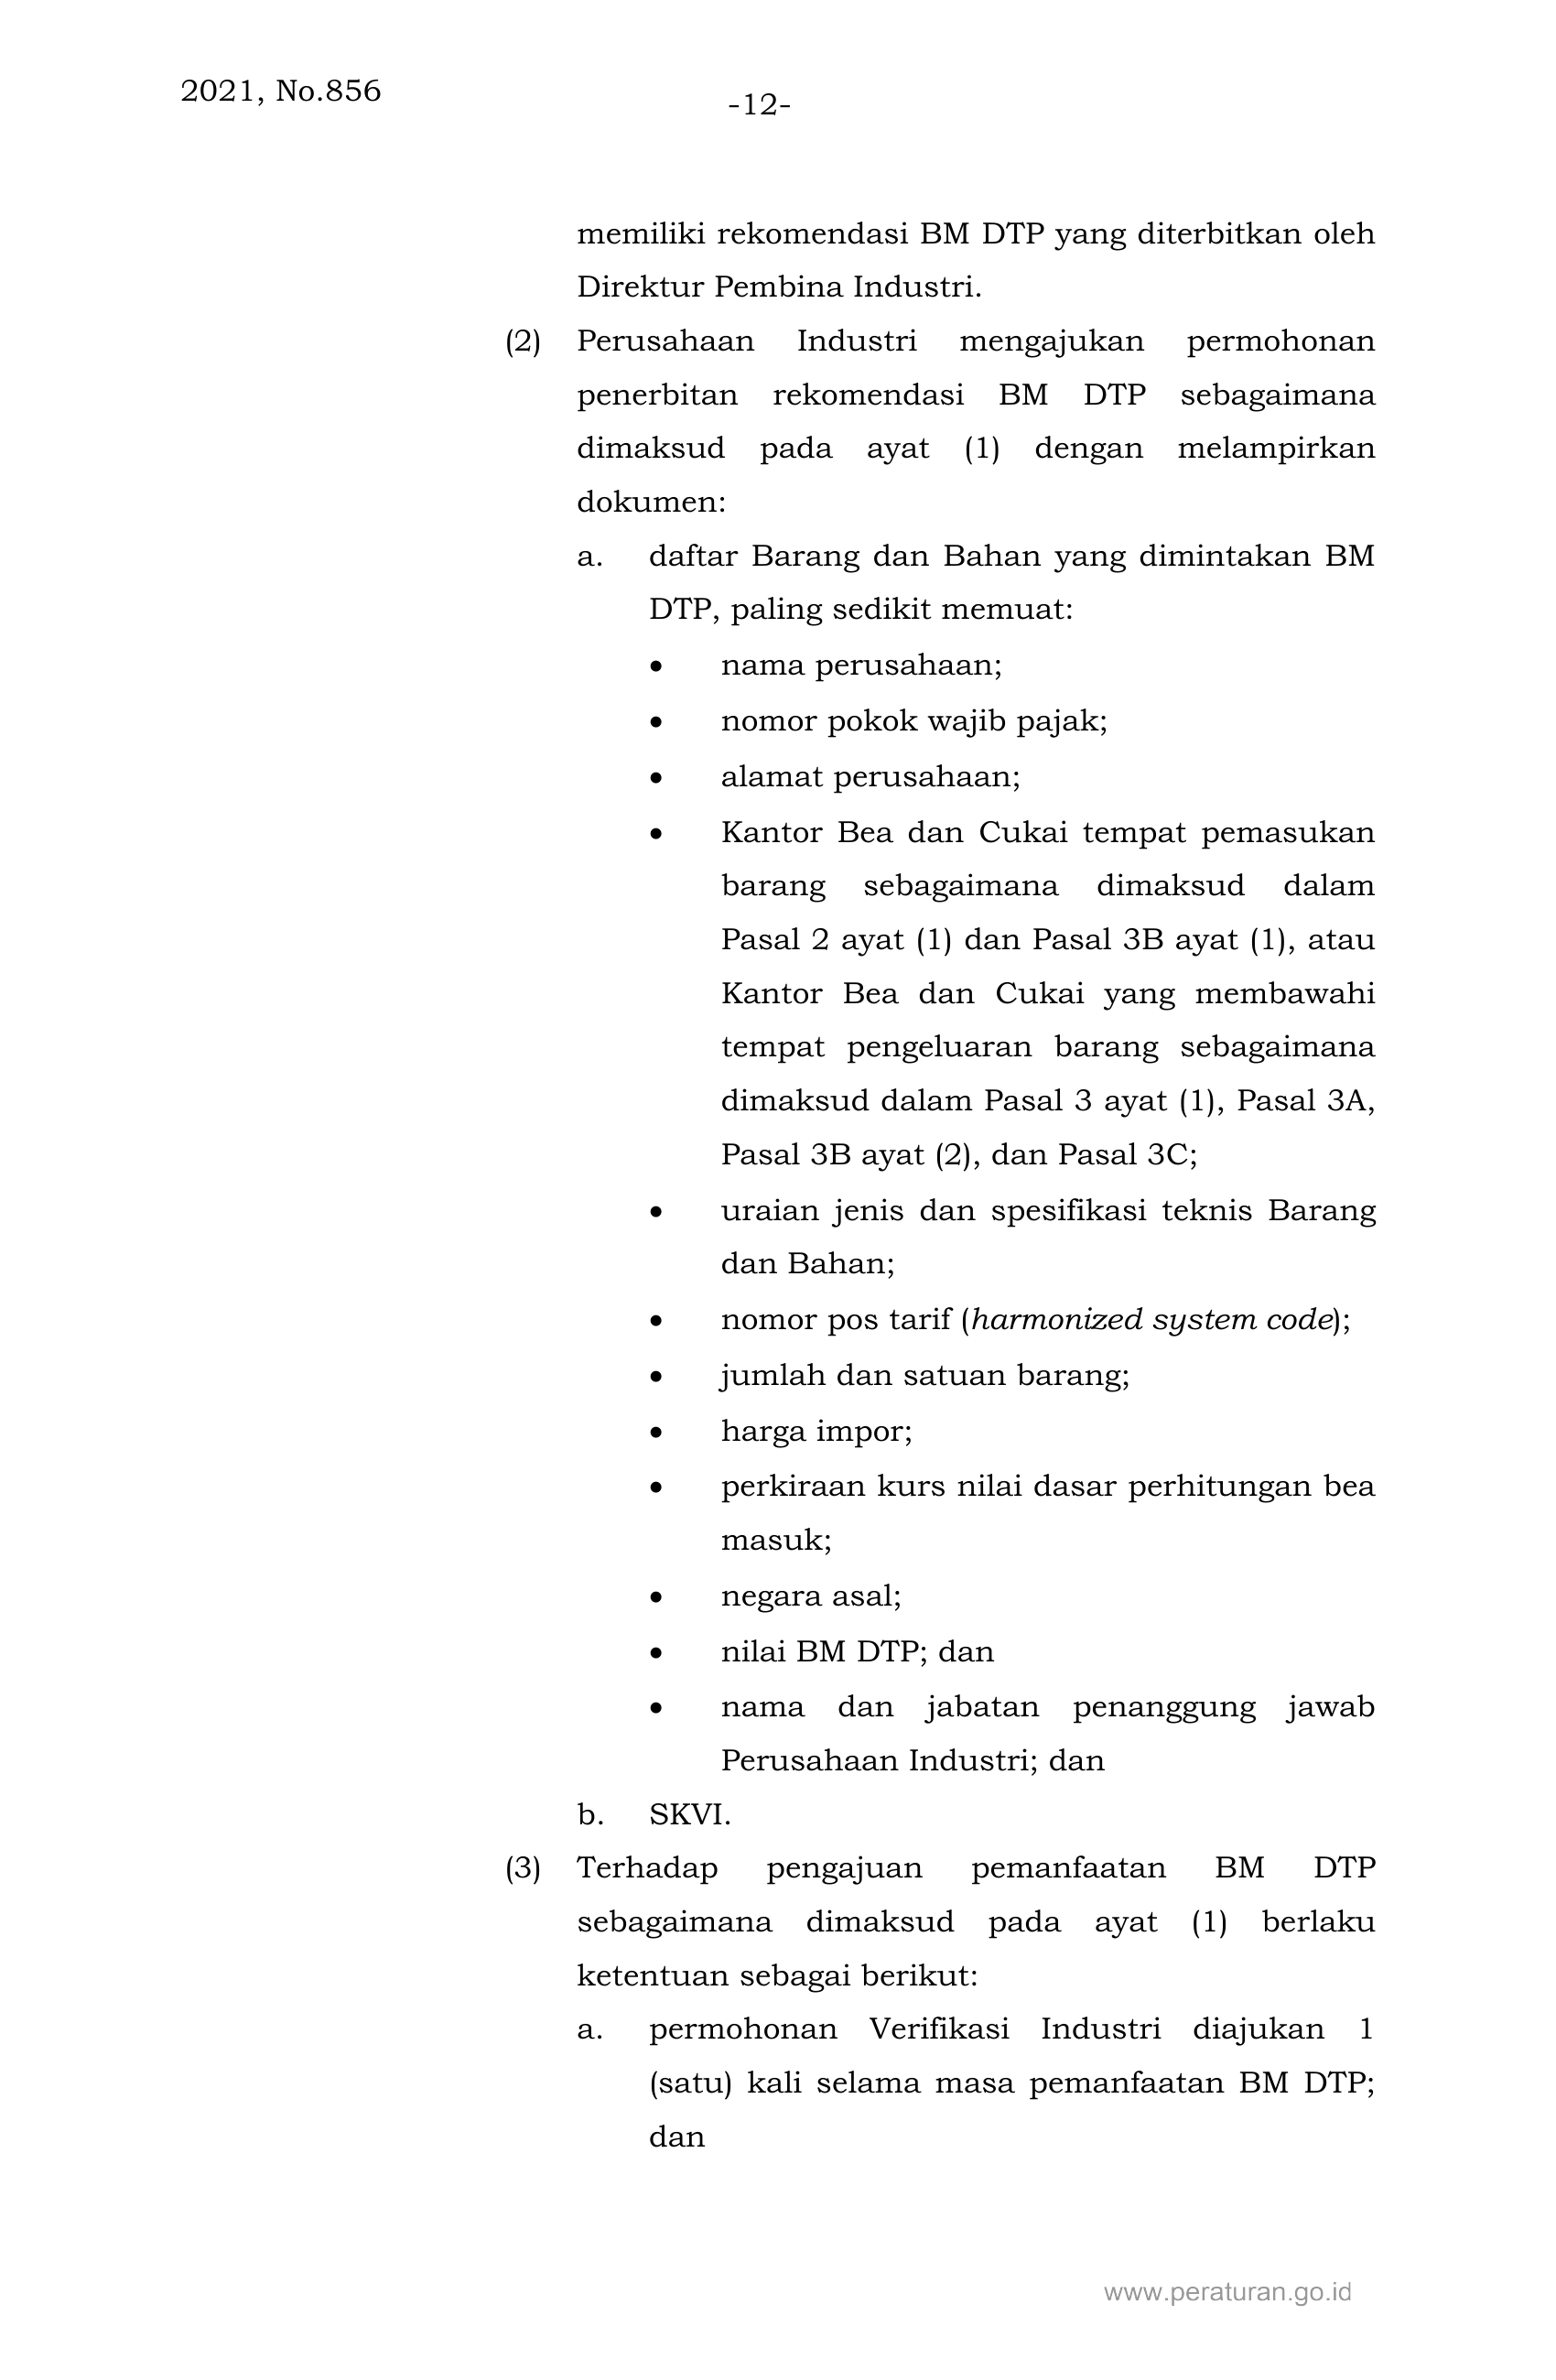 2021, No.856
-12-
memiliki rekomendasi BM DTP yang diterbitkan oleh
Direktur Pembina Industri.
(2) Perusahaan Industri mengajukan permohonan
penerbitan rekomendasi BM DTP sebagaimana
dimaksud pada ayat (1) dengan melampirkan
dokumen:
a. daftar Barang dan Bahan yang dimintakan BM
DTP, paling sedikit memuat:
• nama perusahaan;
• nomor pokok wajib pajak;
• alamat perusahaan;
• Kantor Bea dan Cukai tempat pemasukan
barang sebagaimana dimaksud dalam
Pasal 2 ayat (1) dan Pasal 3B ayat (1), atau
Kantor Bea dan Cukai yang membawahi
tempat pengeluaran barang sebagaimana
dimaksud dalam Pasal 3 ayat (1), Pasal 3A,
Pasal 3B ayat (2), dan Pasal 3C;
• uraian jenis dan spesifikasi teknis Barang
dan Bahan;
• nomor pos tarif (harmonized system code);
• jumlah dan satuan barang;
• harga impor;
• perkiraan kurs nilai dasar perhitungan bea
masuk;
• negara asal;
• nilai BM DTP; dan
• nama dan jabatan penanggung jawab
Perusahaan Industri; dan
b. SKVI.
(3) Terhadap pengajuan pemanfaatan BM DTP
sebagaimana dimaksud pada ayat (1) berlaku
ketentuan sebagai berikut:
a. permohonan Verifikasi Industri diajukan 1
(satu) kali selama masa pemanfaatan BM DTP;
dan
www.peraturan.go.id